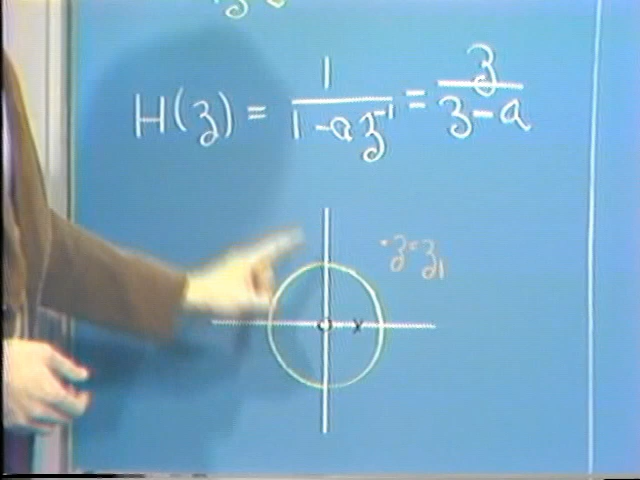 H(z) = 1/(1 - az⁻¹) = z/(z - a)
z = z₁
x